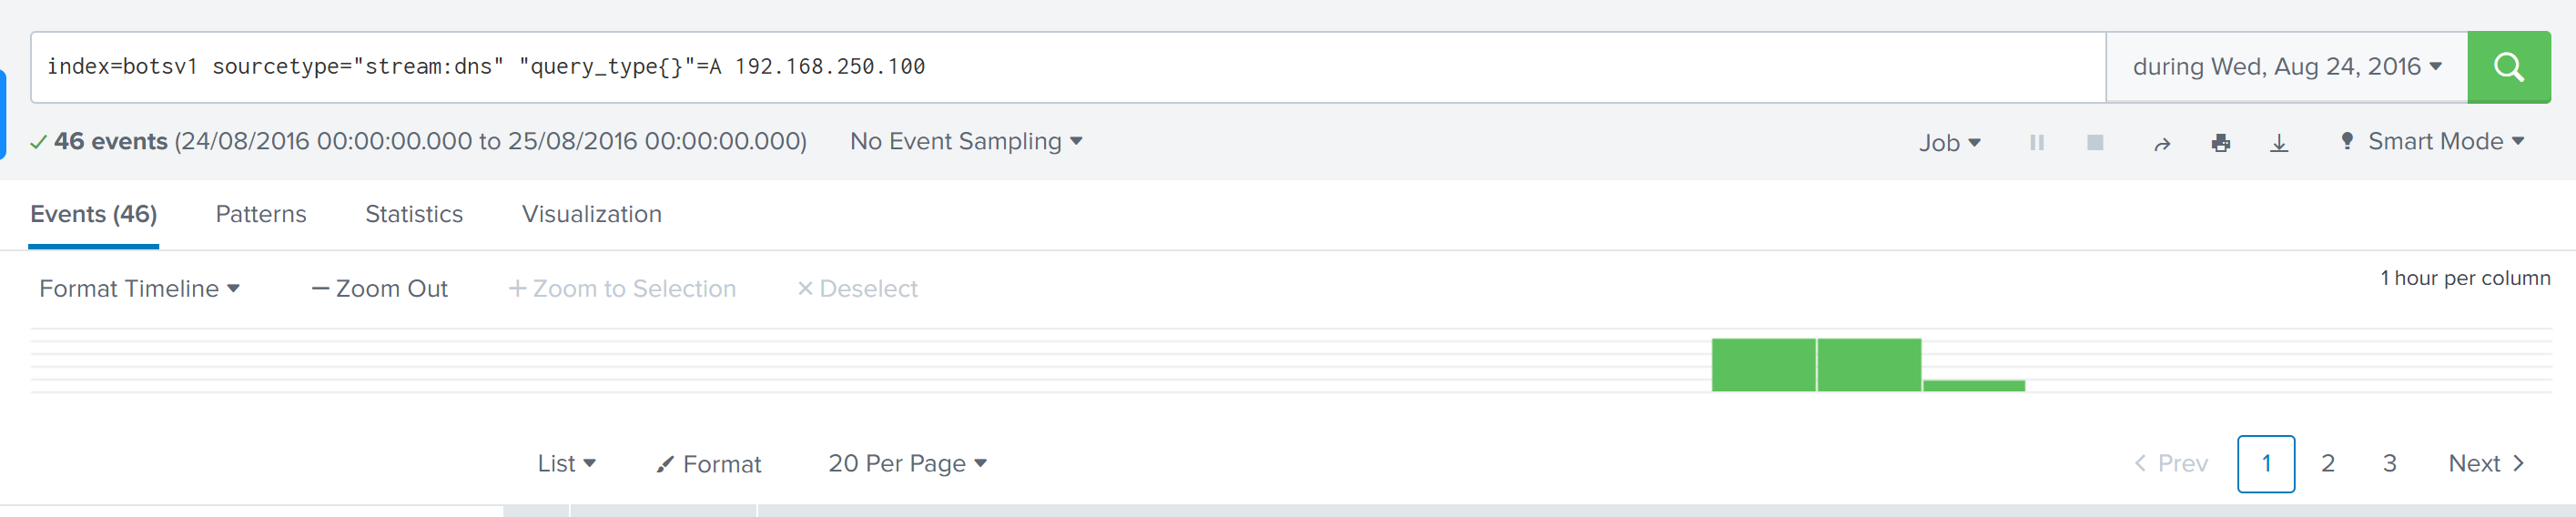 index=botsv1 sourcetype="stream:dns" "query_type{}"=A 192.168.250.100
during Wed, Aug 24, 2016
46 events (24/08/2016 00:00:00.000 to 25/08/2016 00:00:00.000)
No Event Sampling
Job
Smart Mode
Events (46)
Patterns
Statistics
Visualization
Format Timeline
Zoom Out
Zoom to Selection
Deselect
1 hour per column
List
Format
20 Per Page
Prev
1
2
3
Next